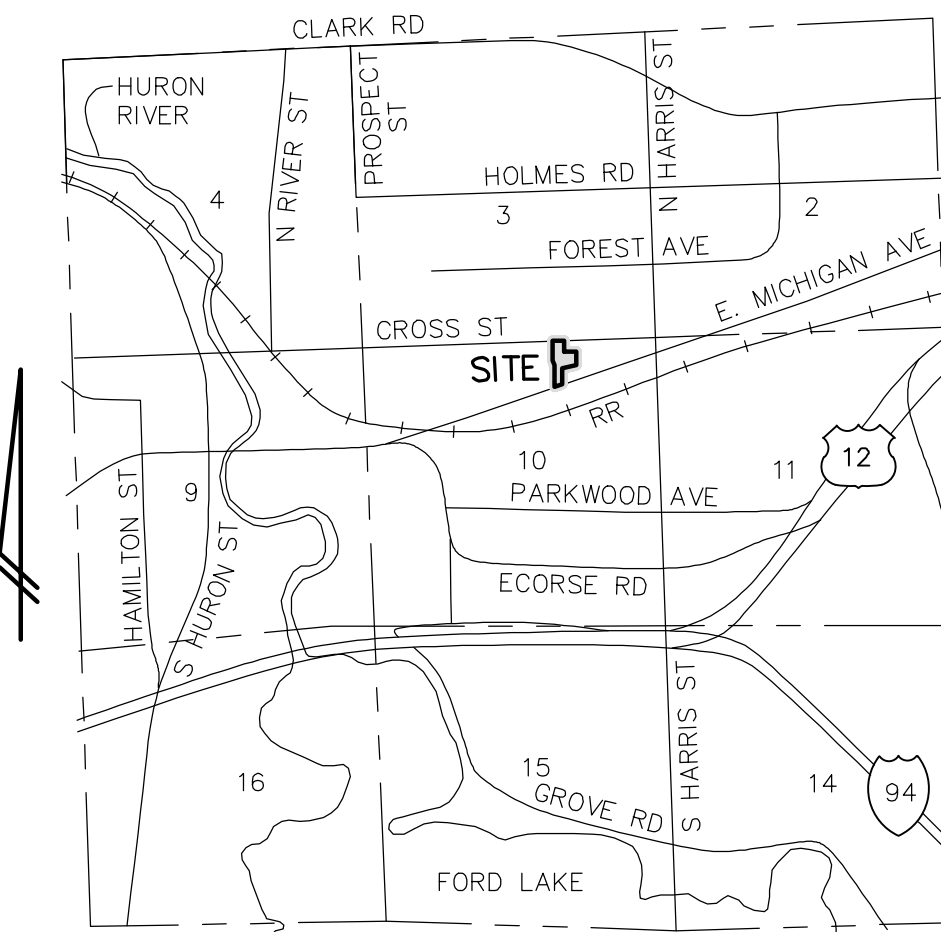 CLARK RD
HURON
RIVER
PROSPECT
ST
N RIVER ST
N HARRIS ST
HOLMES RD
4
3
2
FOREST AVE
E. MICHIGAN AVE
CROSS ST
SITE
RR
10
11
12
9
PARKWOOD AVE
HAMILTON ST
S HURON ST
ECORSE RD
S HARRIS ST
16
15
14
94
GROVE RD
FORD LAKE